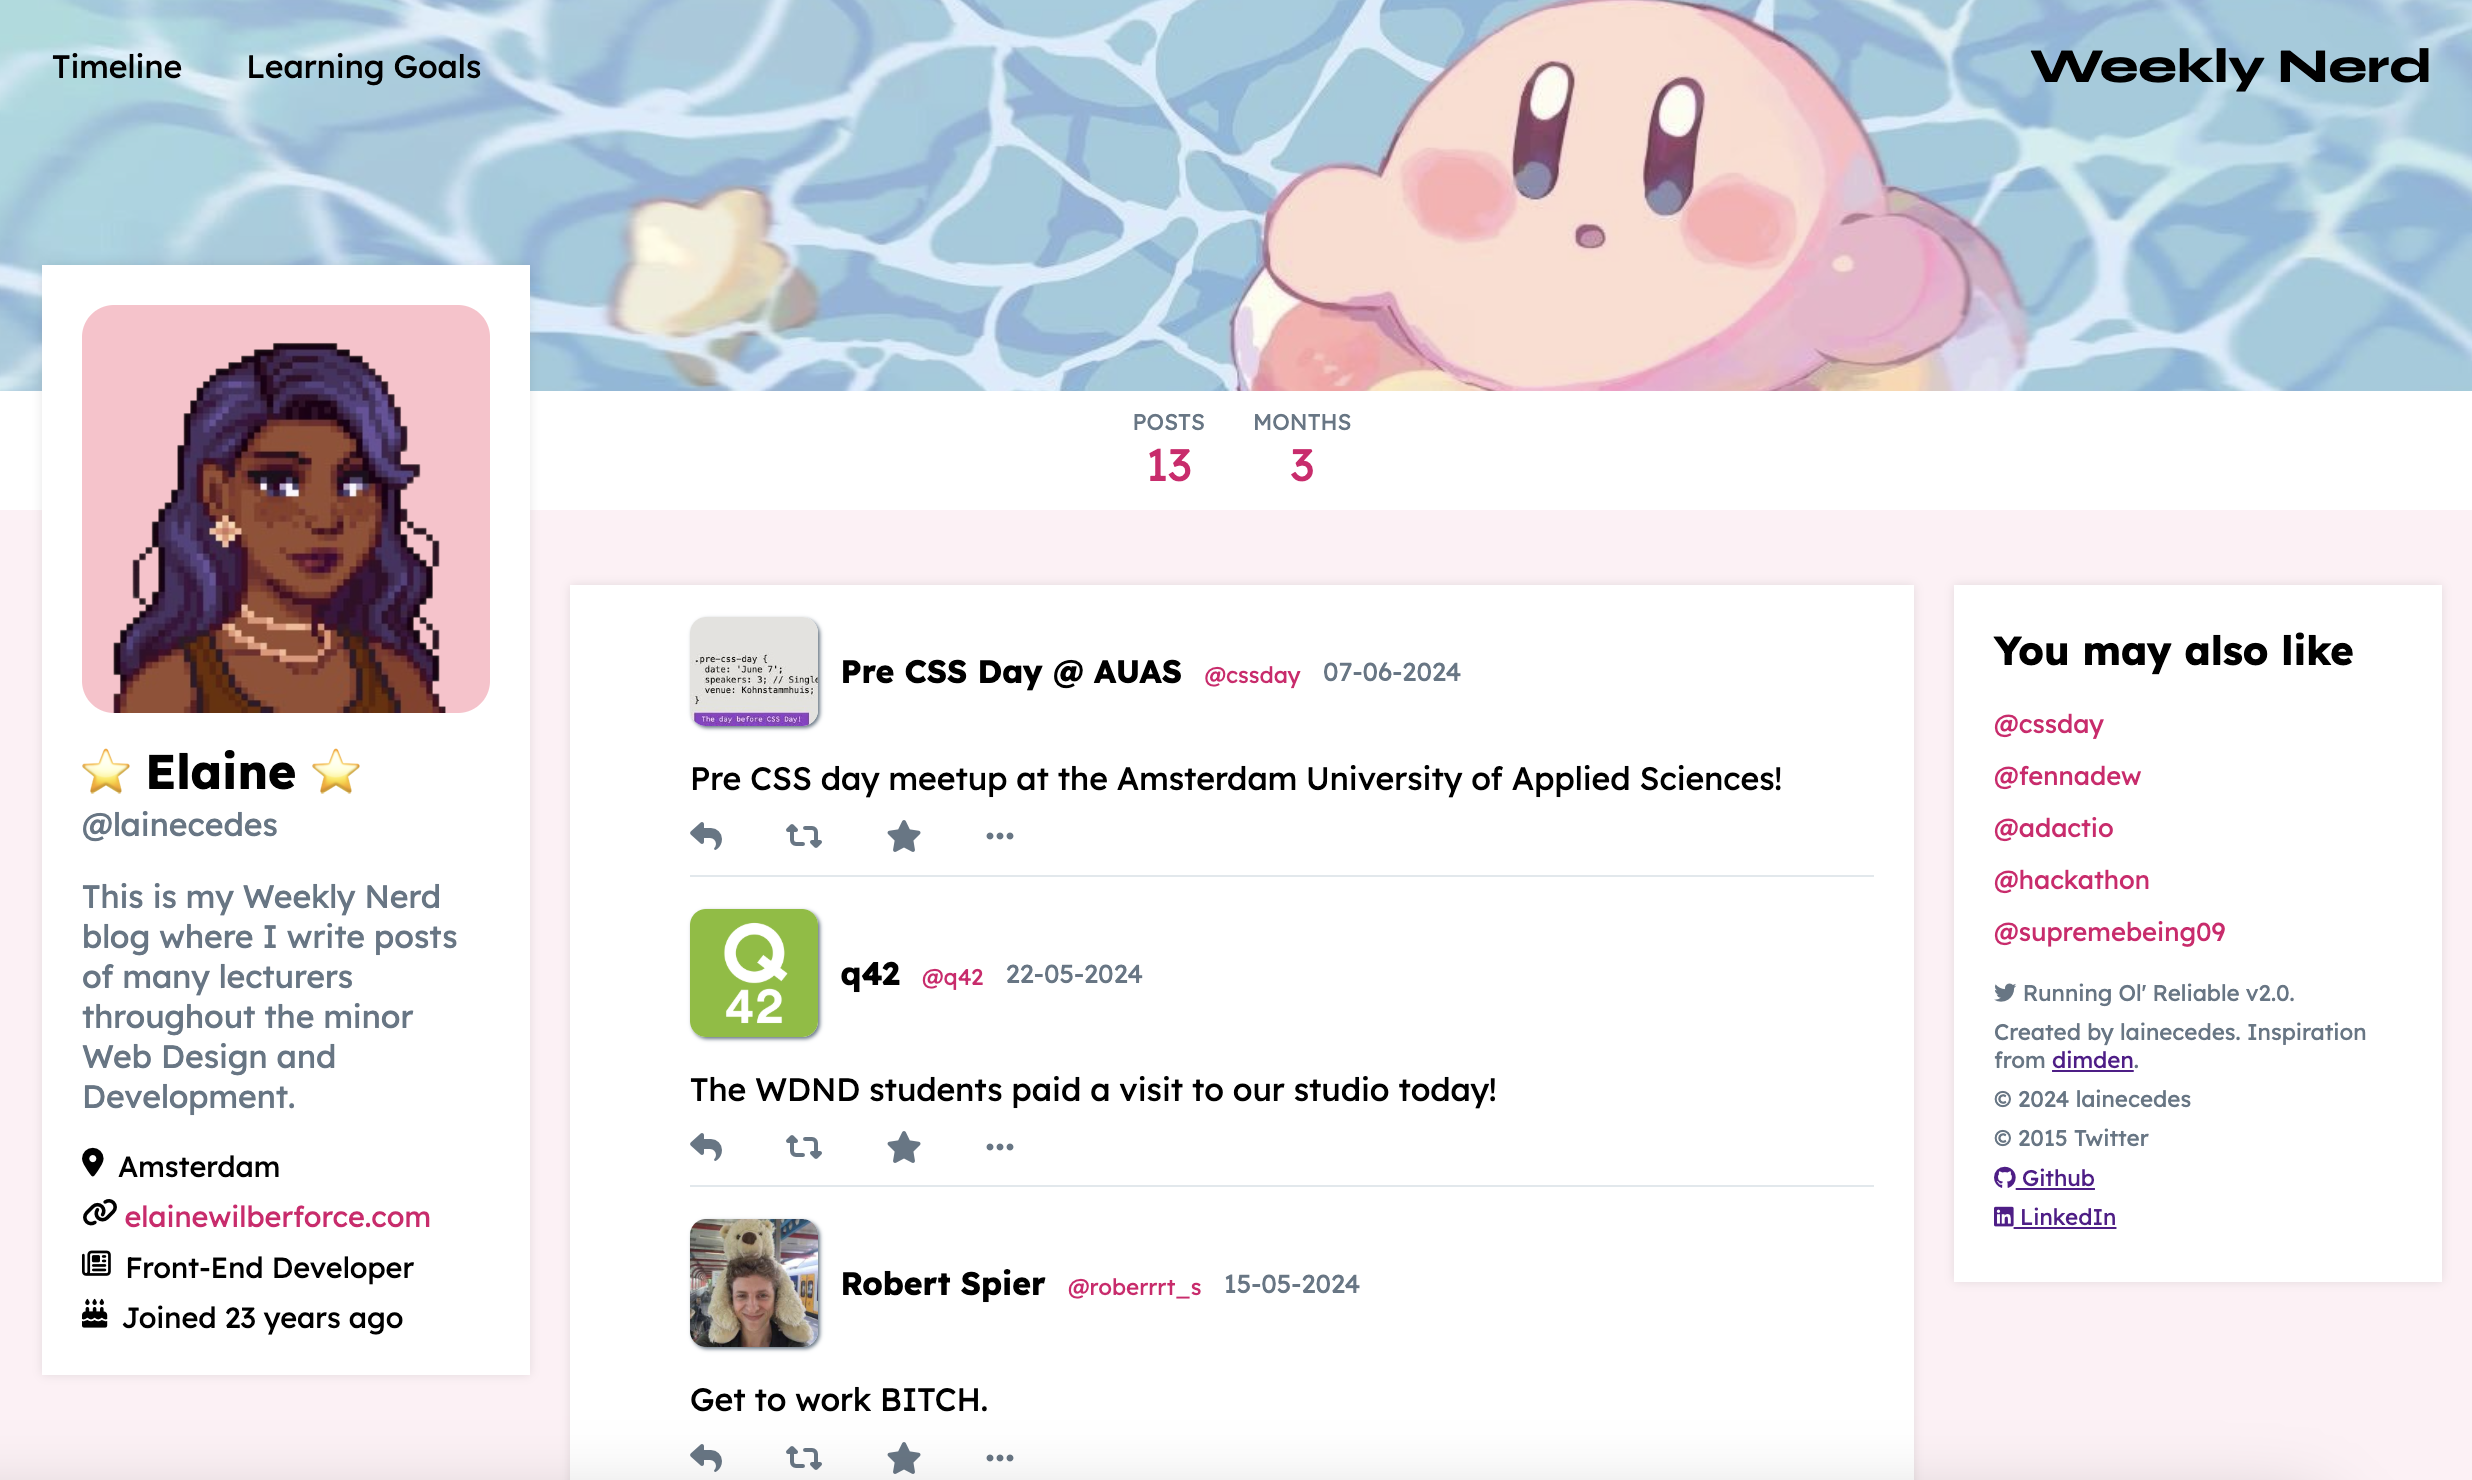 Timeline Learning Goals Weekly Nerd
POSTS MONTHS
13 3
⭐ Elaine ⭐
@lainecedes
This is my Weekly Nerd
blog where I write posts
of many lecturers
throughout the minor
Web Design and
Development.
Amsterdam
elainewilberforce.com
Front-End Developer
Joined 23 years ago
.pre-css-day {
date: 'June 7';
speakers: 3; // Single
venue: Kohnstammhuis;
}
The day before CSS Day!
Pre CSS Day @ AUAS @cssday 07-06-2024
Pre CSS day meetup at the Amsterdam University of Applied Sciences!
Q
42
q42 @q42 22-05-2024
The WDND students paid a visit to our studio today!
Robert Spier @roberrrt_s 15-05-2024
Get to work BITCH.
You may also like
@cssday
@fennadew
@adactio
@hackathon
@supremebeing09
Running Ol' Reliable v2.0.
Created by lainecedes. Inspiration
from dimden.
© 2024 lainecedes
© 2015 Twitter
Github
LinkedIn